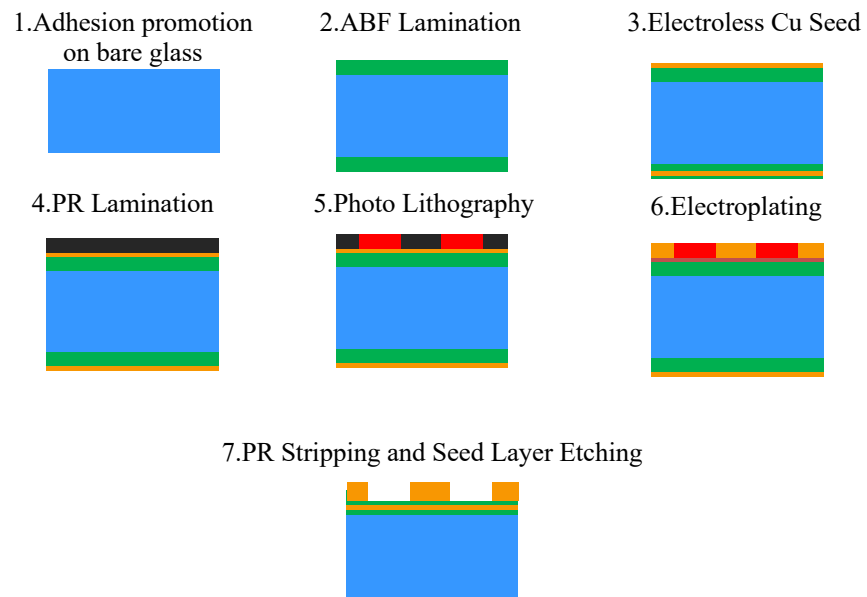 1.Adhesion promotion
on bare glass
2.ABF Lamination
3.Electroless Cu Seed
4.PR Lamination
5.Photo Lithography
6.Electroplating
7.PR Stripping and Seed Layer Etching